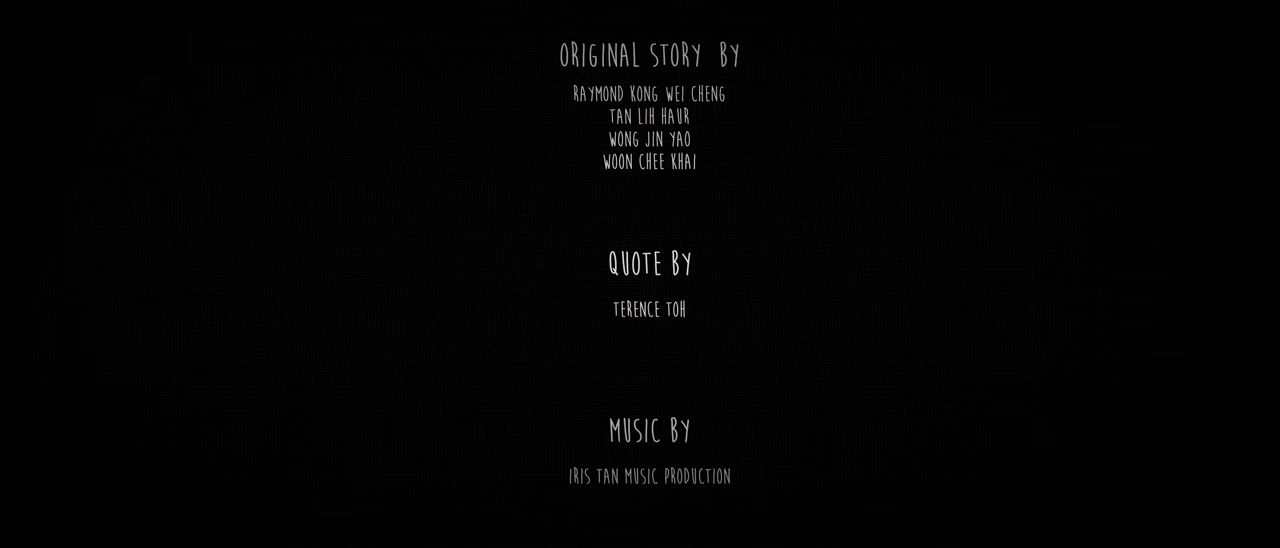 ORIGINAL STORY BY
RAYMOND KONG WEI CHENG
TAN LIH HAUR
WONG JIN YAO
WOON CHEE KHAI
QUOTE BY
TERENCE TOH
MUSIC BY
IRIS TAN MUSIC PRODUCTION